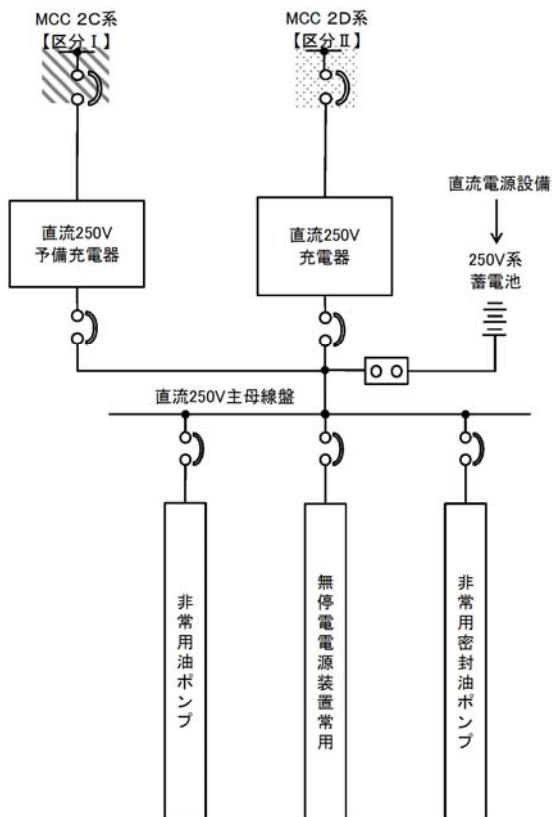 MCC 2C系
【区分Ⅰ】
MCC 2D系
【区分Ⅱ】
直流電源設備
直流250V
予備充電器
直流250V
充電器
250V系
蓄電池
直流250V主母線盤
非常用油ポンプ
無停電電源装置常用
非常用密封油ポンプ